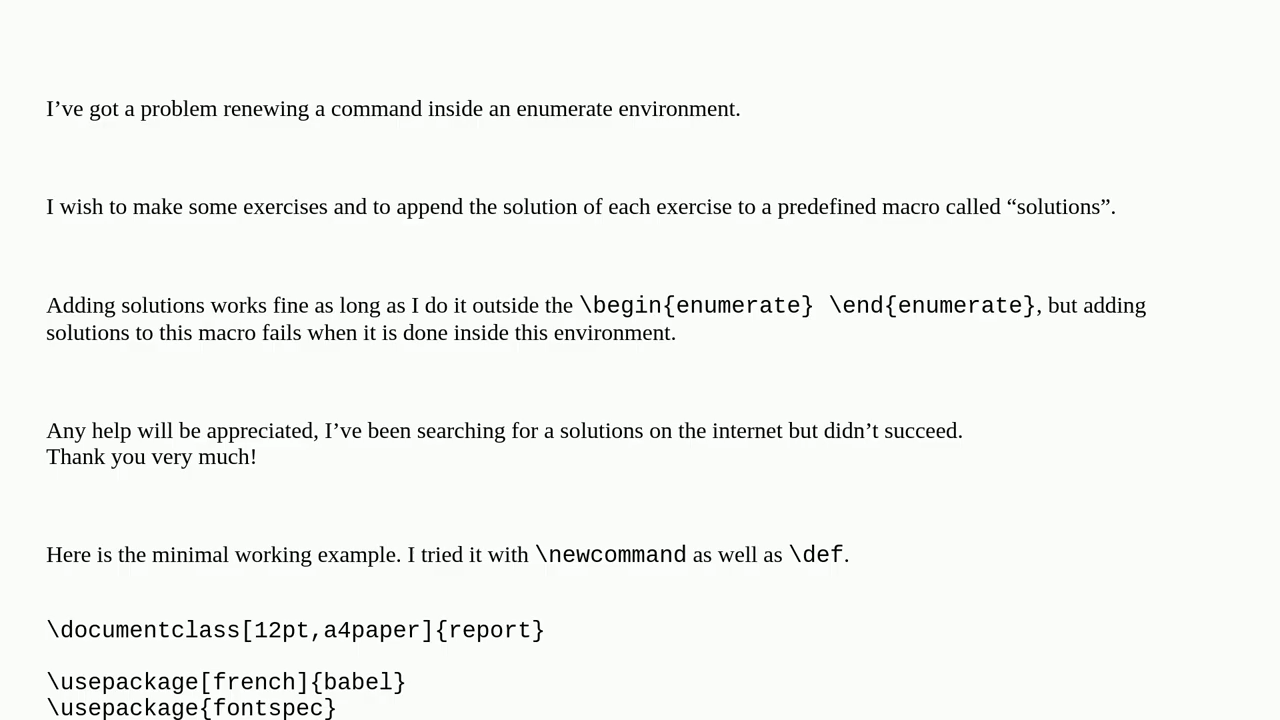 I’ve got a problem renewing a command inside an enumerate environment.
I wish to make some exercises and to append the solution of each exercise to a predefined macro called “solutions”.
Adding solutions works fine as long as I do it outside the \begin{enumerate} \end{enumerate}, but adding
solutions to this macro fails when it is done inside this environment.
Any help will be appreciated, I’ve been searching for a solutions on the internet but didn’t succeed.
Thank you very much!
Here is the minimal working example. I tried it with \newcommand as well as \def.
\documentclass[12pt,a4paper]{report}
\usepackage[french]{babel}
\usepackage{fontspec}